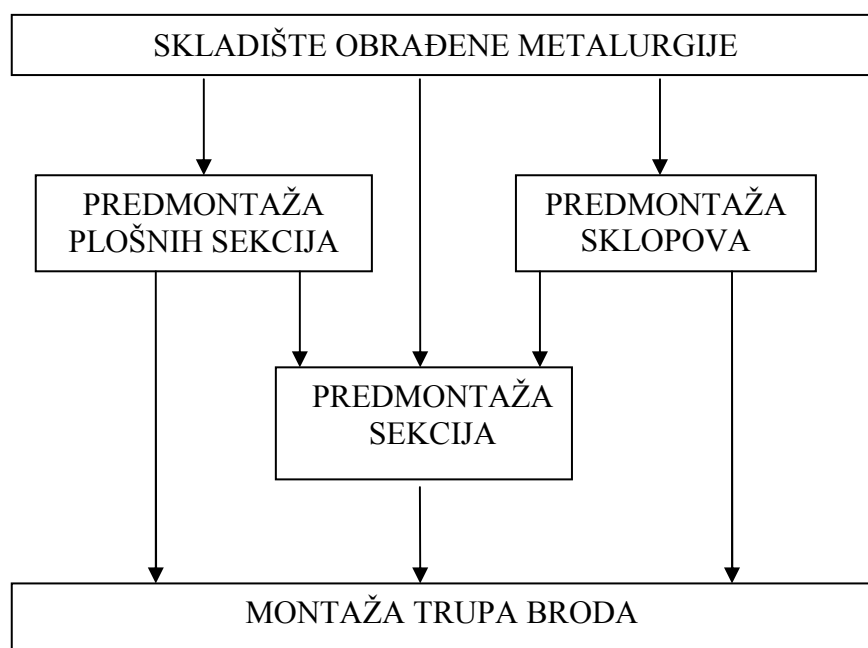 SKLADIŠTE OBRAĐENE METALURGIJE
PREDMONTAŽA
PLOŠNIH SEKCIJA
PREDMONTAŽA
SKLOPOVA
PREDMONTAŽA
SEKCIJA
MONTAŽA TRUPA BRODA